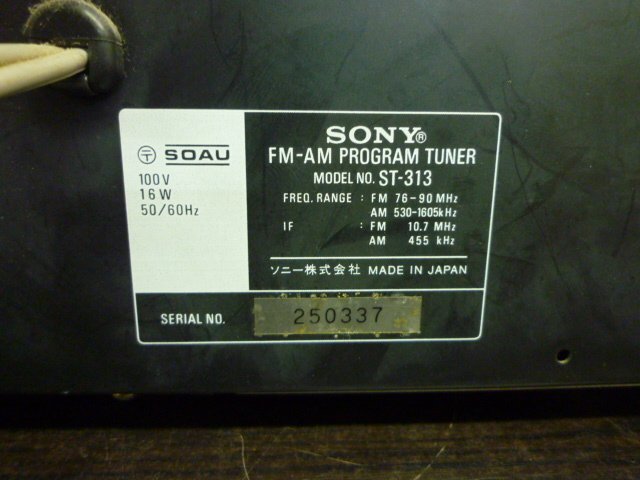 SONY®
FM-AM PROGRAM TUNER
MODEL NO. ST-313
FREQ. RANGE : FM 76-90 MHz
AM 530-1605kHz
IF : FM 10.7 MHz
AM 455 kHz
ソニー株式会社 MADE IN JAPAN
〒 SOAU
100V
16W
50/60Hz
SERIAL NO. 250337